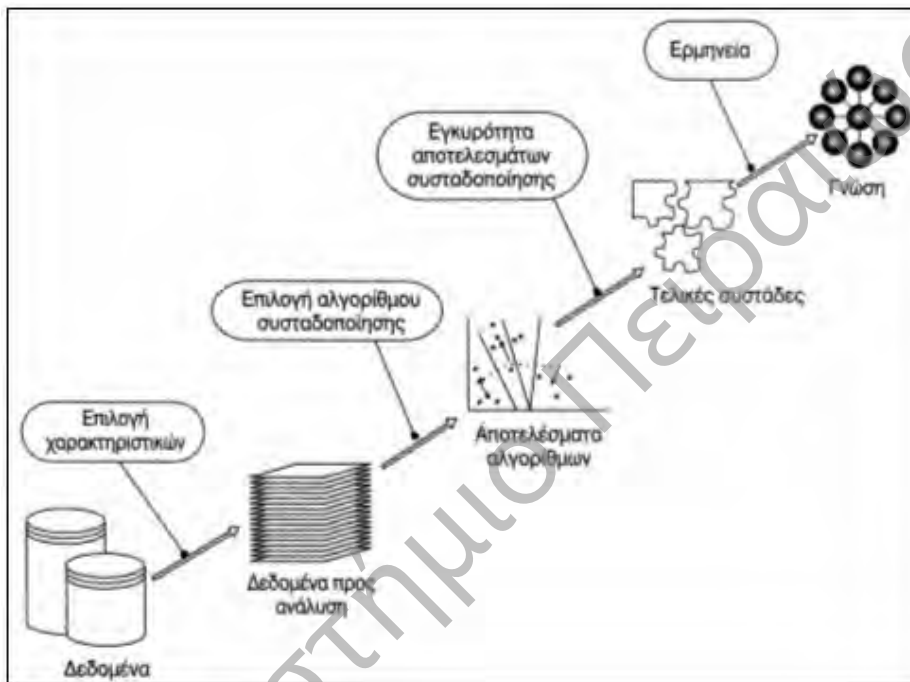 Ερμηνεία
Γνώση
Εγκυρότητα
αποτελεσμάτων
συσταδοποίησης
Τελικές συστάδες
Επιλογή αλγορίθμου
συσταδοποίησης
Αποτελέσματα
αλγορίθμων
Επιλογή
χαρακτηριστικών
Δεδομένα προς
ανάλυση
Δεδομένα